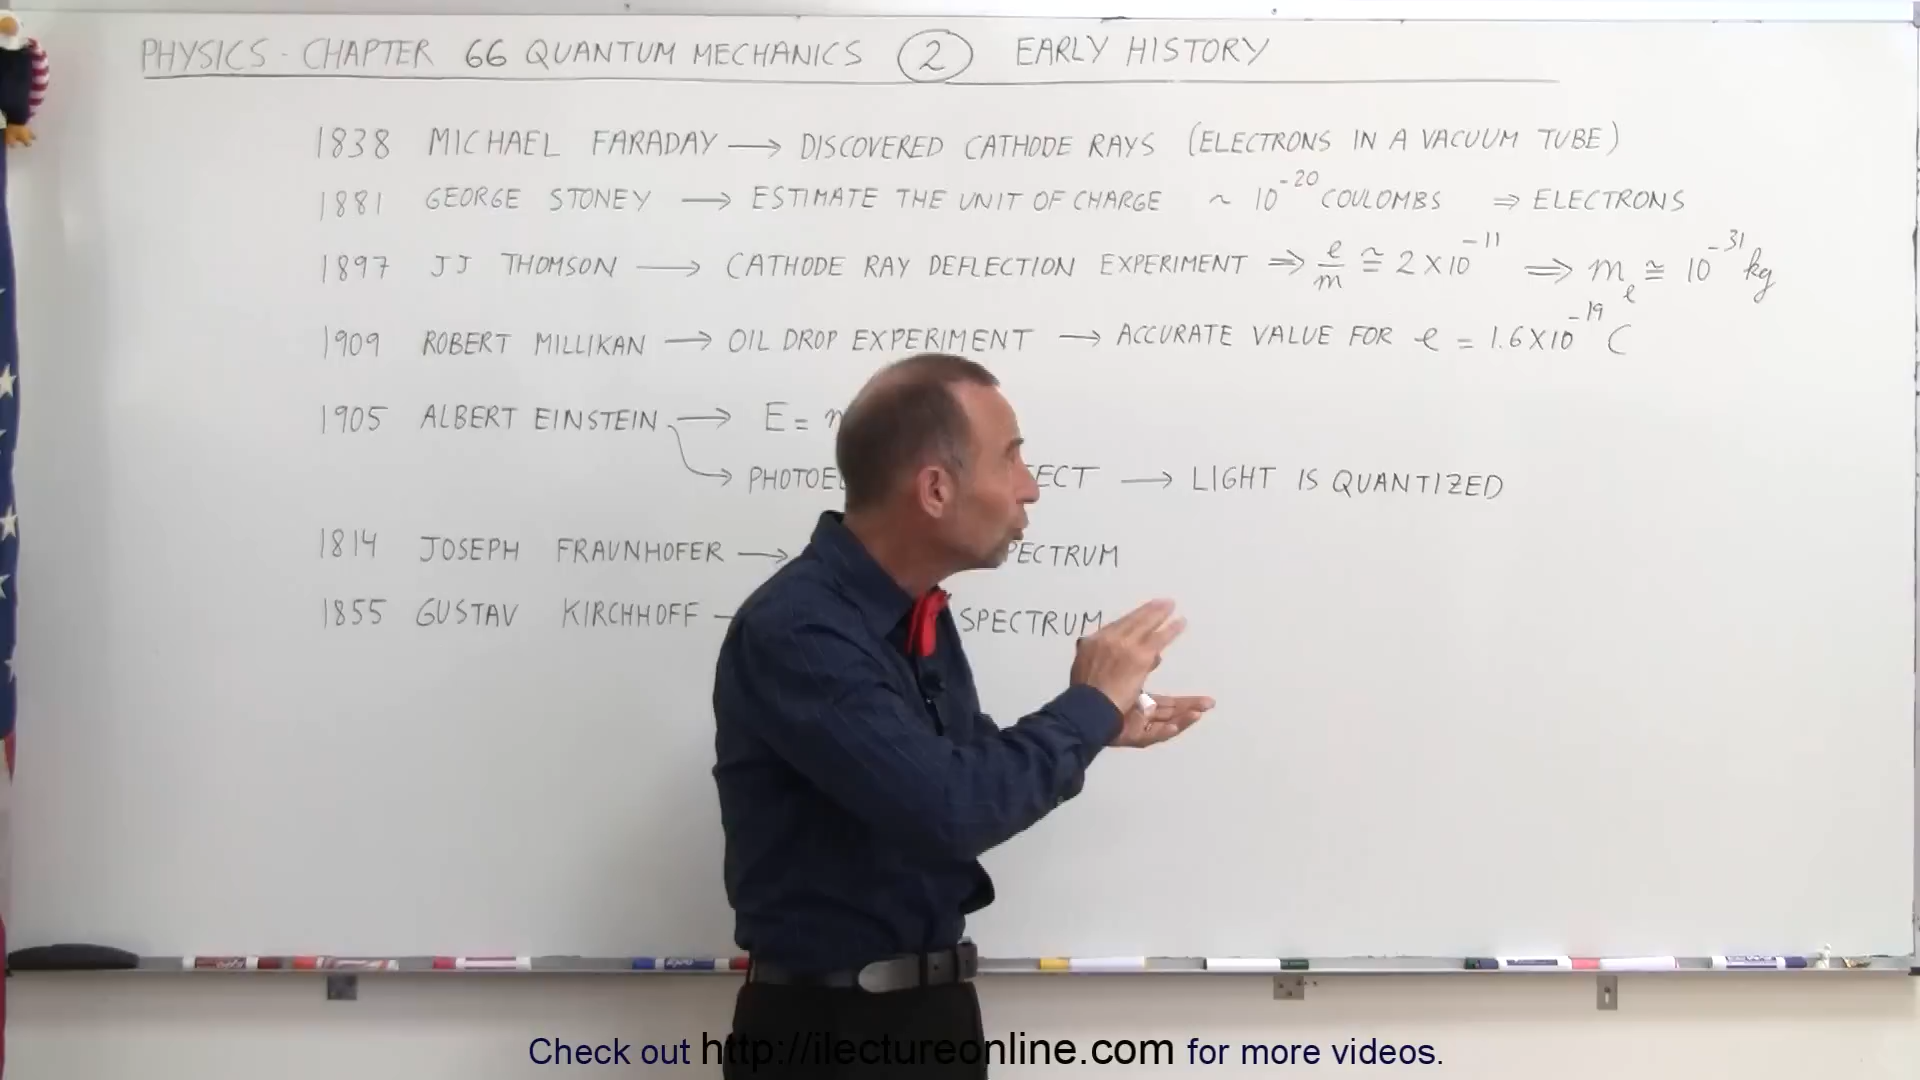 PHYSICS - CHAPTER 66 QUANTUM MECHANICS 2 EARLY HISTORY
1838 MICHAEL FARADAY → DISCOVERED CATHODE RAYS (ELECTRONS IN A VACUUM TUBE)
1881 GEORGE STONEY → ESTIMATE THE UNIT OF CHARGE ~ 10^-20 COULOMBS ⇒ ELECTRONS
1897 JJ THOMSON → CATHODE RAY DEFLECTION EXPERIMENT ⇒ e/m ≅ 2 X 10^-11 ⇒ m_e ≅ 10^-31 kg
1909 ROBERT MILLIKAN → OIL DROP EXPERIMENT → ACCURATE VALUE FOR e = 1.6 X 10^-19 C
1905 ALBERT EINSTEIN → E =
→ PHOTOE ECT → LIGHT IS QUANTIZED
1814 JOSEPH FRAUNHOFER → PECTRUM
1855 GUSTAV KIRCHHOFF SPECTRUM
Check out http://ilectureonline.com for more videos.